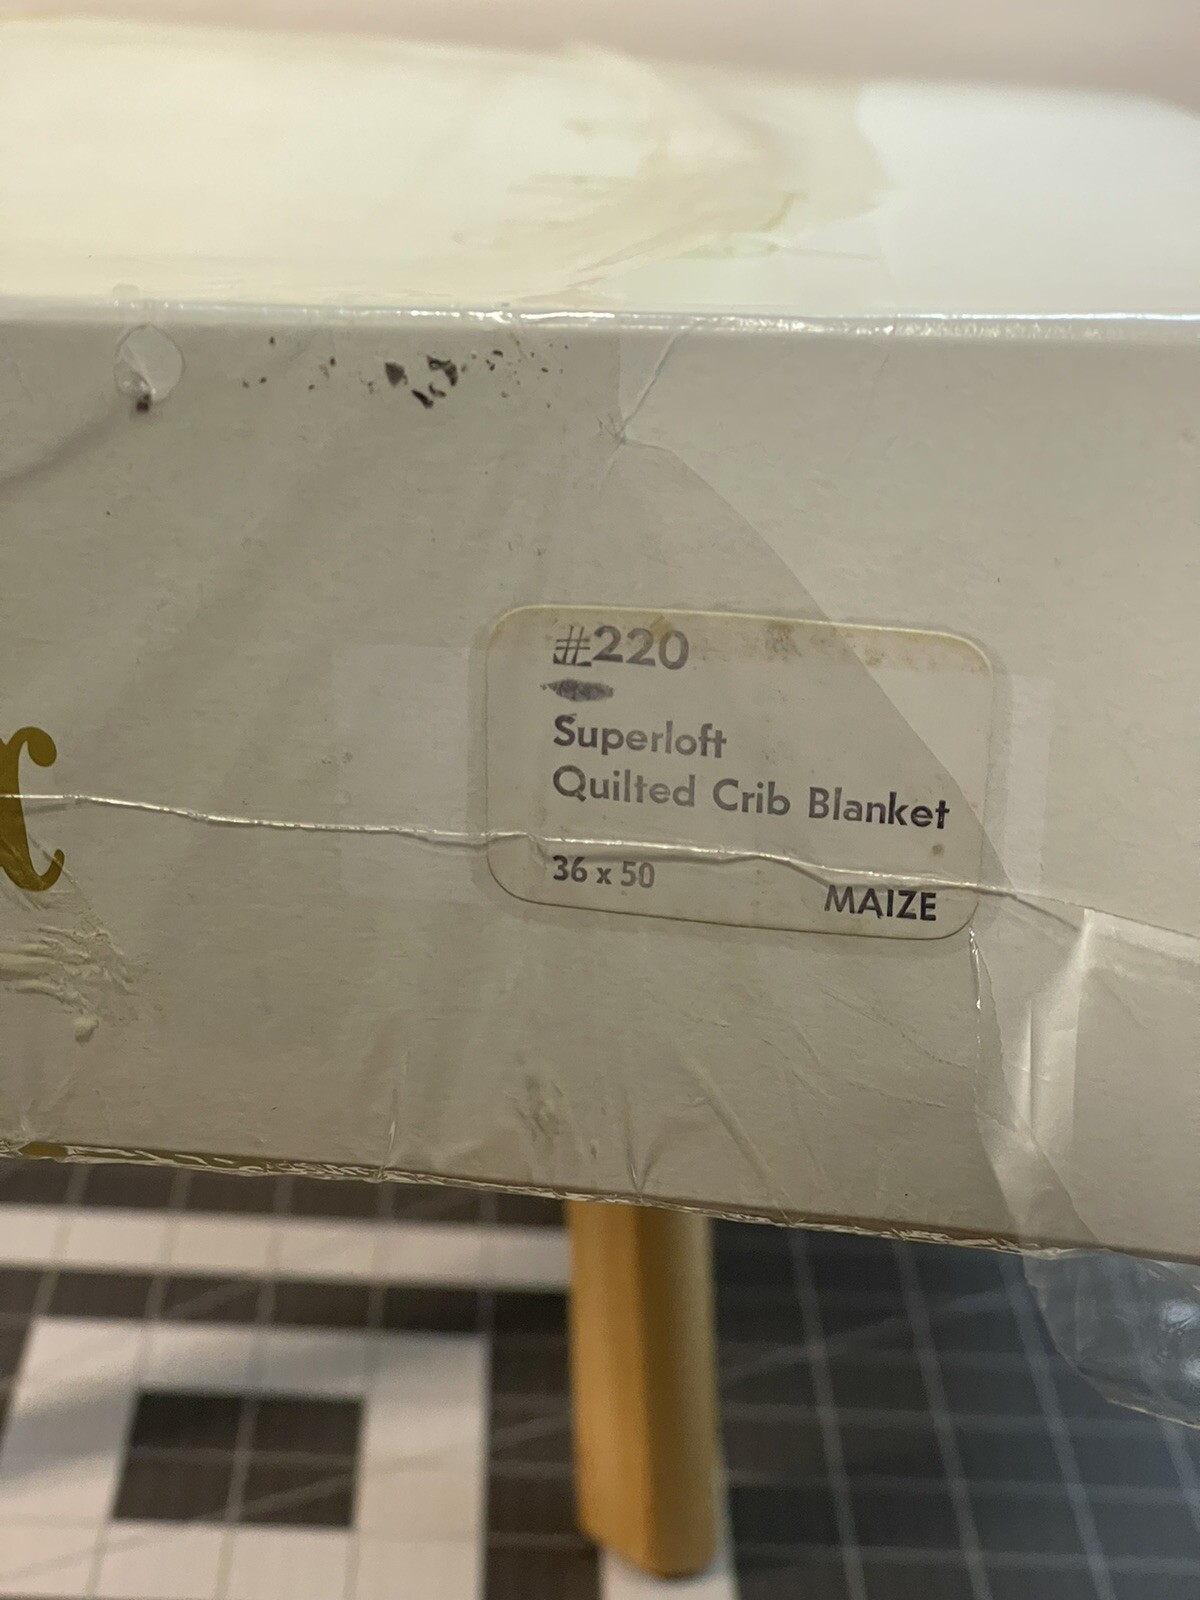 #220
Superloft
Quilted Crib Blanket
36 x 50
MAIZE